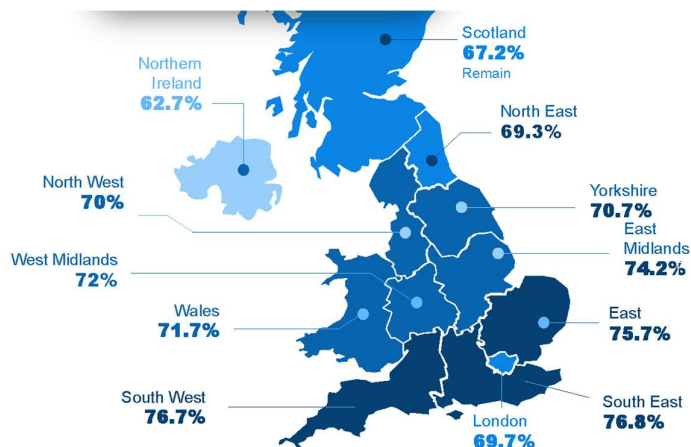 Scotland
67.2%
Remain
Northern
Ireland
62.7%
North East
69.3%
North West
70%
Yorkshire
70.7%
East
Midlands
74.2%
West Midlands
72%
Wales
71.7%
East
75.7%
South West
76.7%
South East
76.8%
London
69.7%